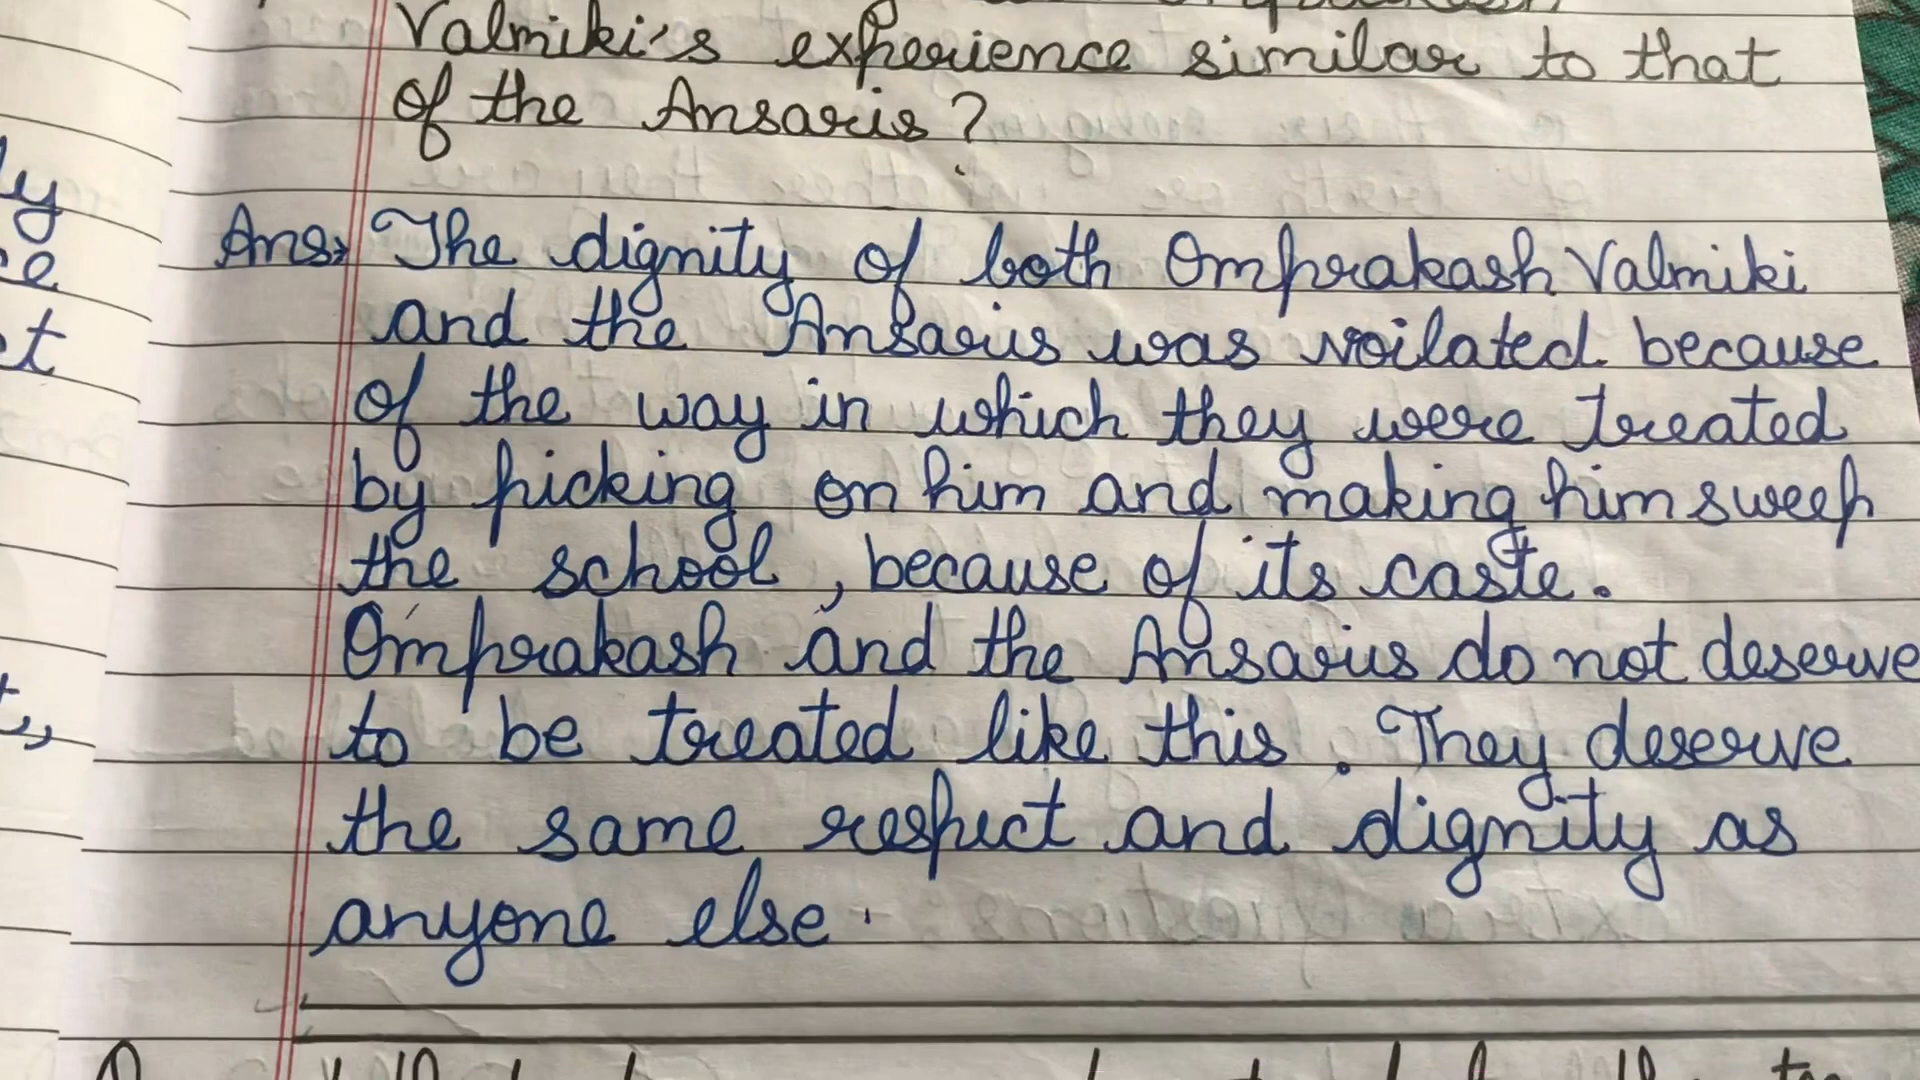 Valmiki's experience similar to that
of the Ansaris?
Ans> The dignity of both Omprakash Valmiki
and the Ansaris was voilated because
of the way in which they were treated
by picking on him and making him sweep
the school, because of its caste.
Omprakash and the Ansaris do not deserve
to be treated like this. They deserve
the same respect and dignity as
anyone else.